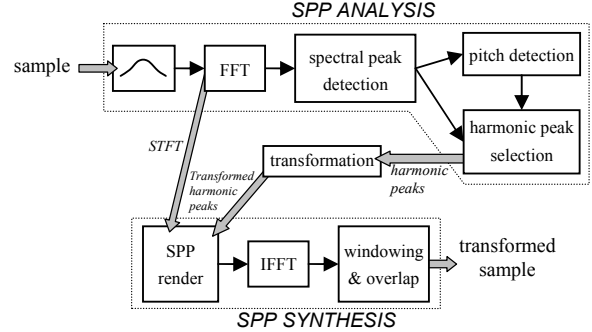 SPP ANALYSIS
sample
FFT
spectral peak
detection
pitch detection
harmonic peak
selection
STFT
Transformed
harmonic
peaks
transformation
harmonic
peaks
SPP
render
IFFT
windowing
& overlap
transformed
sample
SPP SYNTHESIS